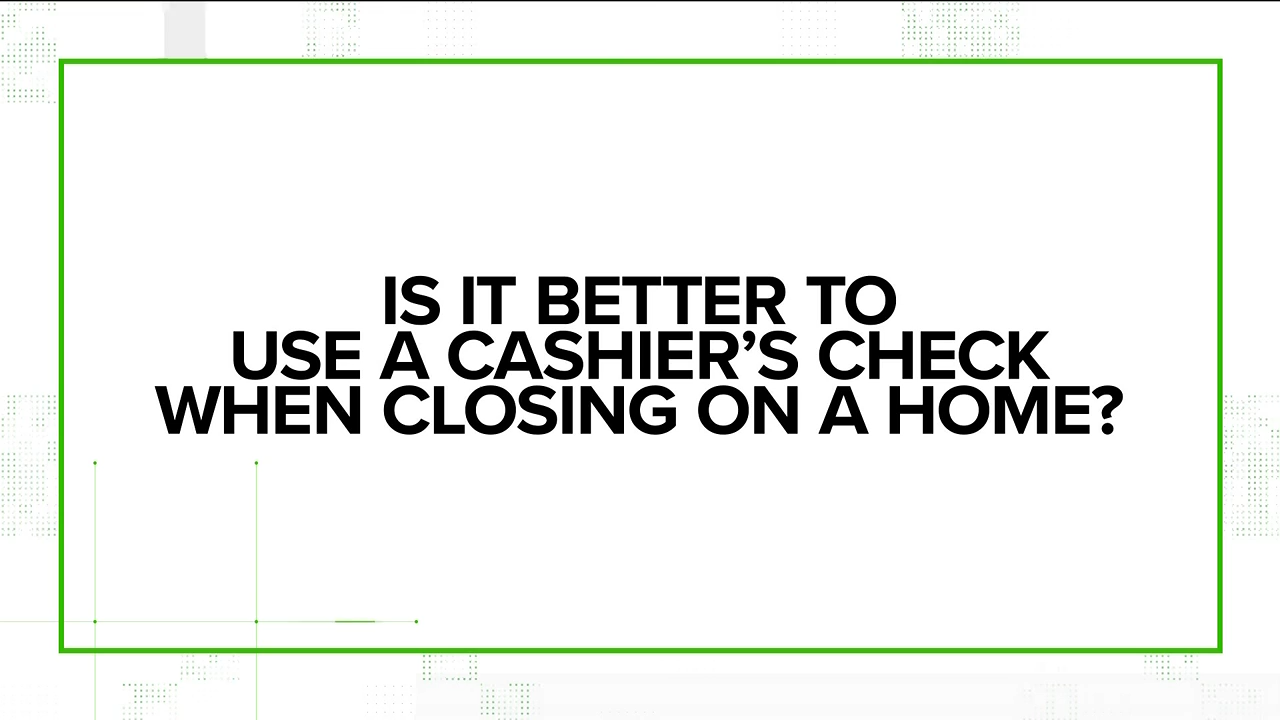 IS IT BETTER TO
USE A CASHIER’S CHECK
WHEN CLOSING ON A HOME?